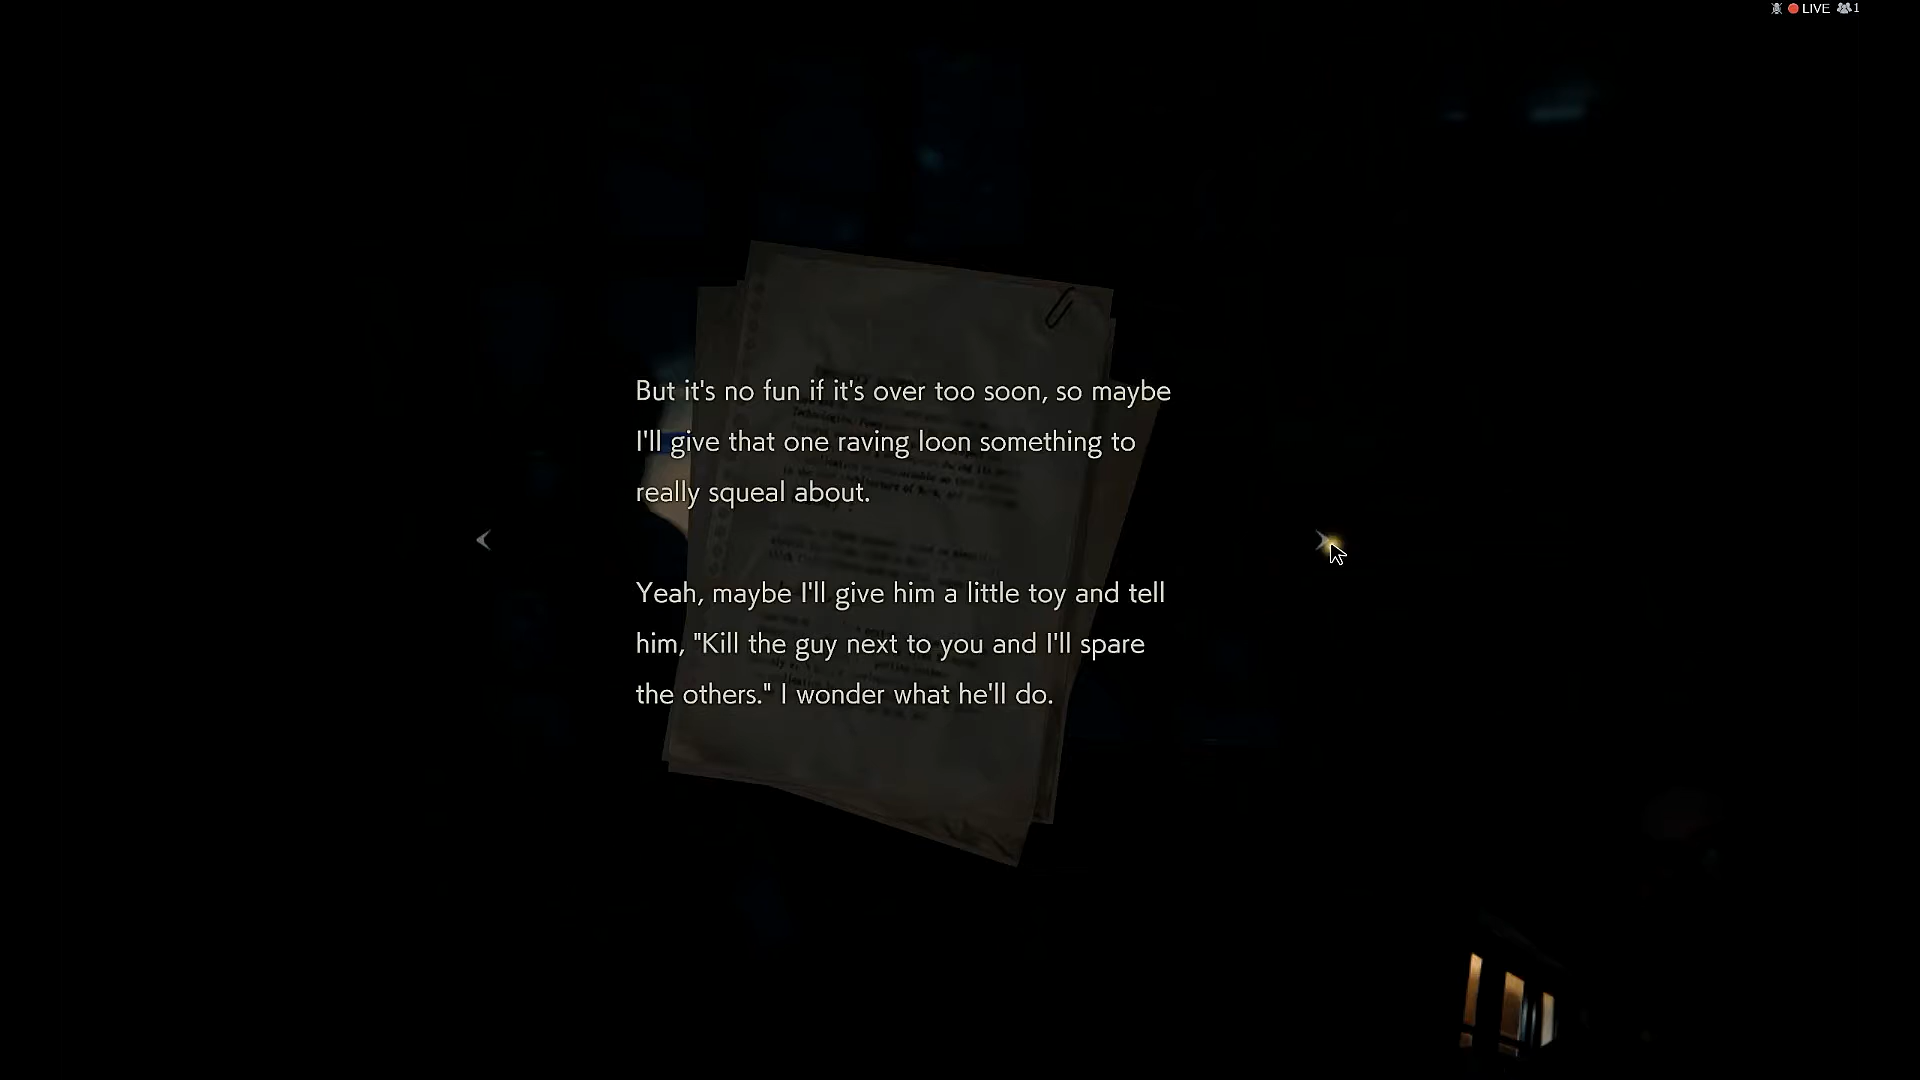 LIVE 1
But it's no fun if it's over too soon, so maybe
I'll give that one raving loon something to
really squeal about.
Yeah, maybe I'll give him a little toy and tell
him, "Kill the guy next to you and I'll spare
the others." I wonder what he'll do.